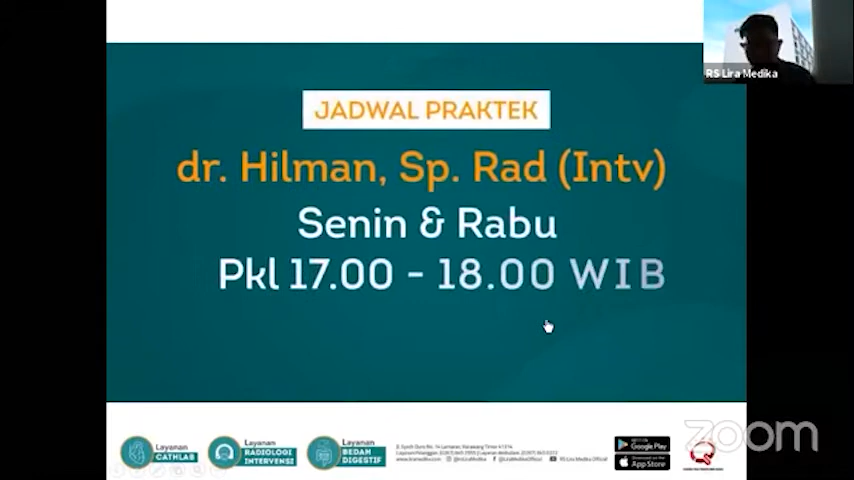 RS Lira Medika
JADWAL PRAKTEK
dr. Hilman, Sp. Rad (Intv)
Senin & Rabu
Pkl 17.00 - 18.00 WIB
Layanan
CATHLAB
Layanan
RADIOLOGI
INTERVENSI
Layanan
BEDAH
DIGESTIF
Google Play
App Store
zoom